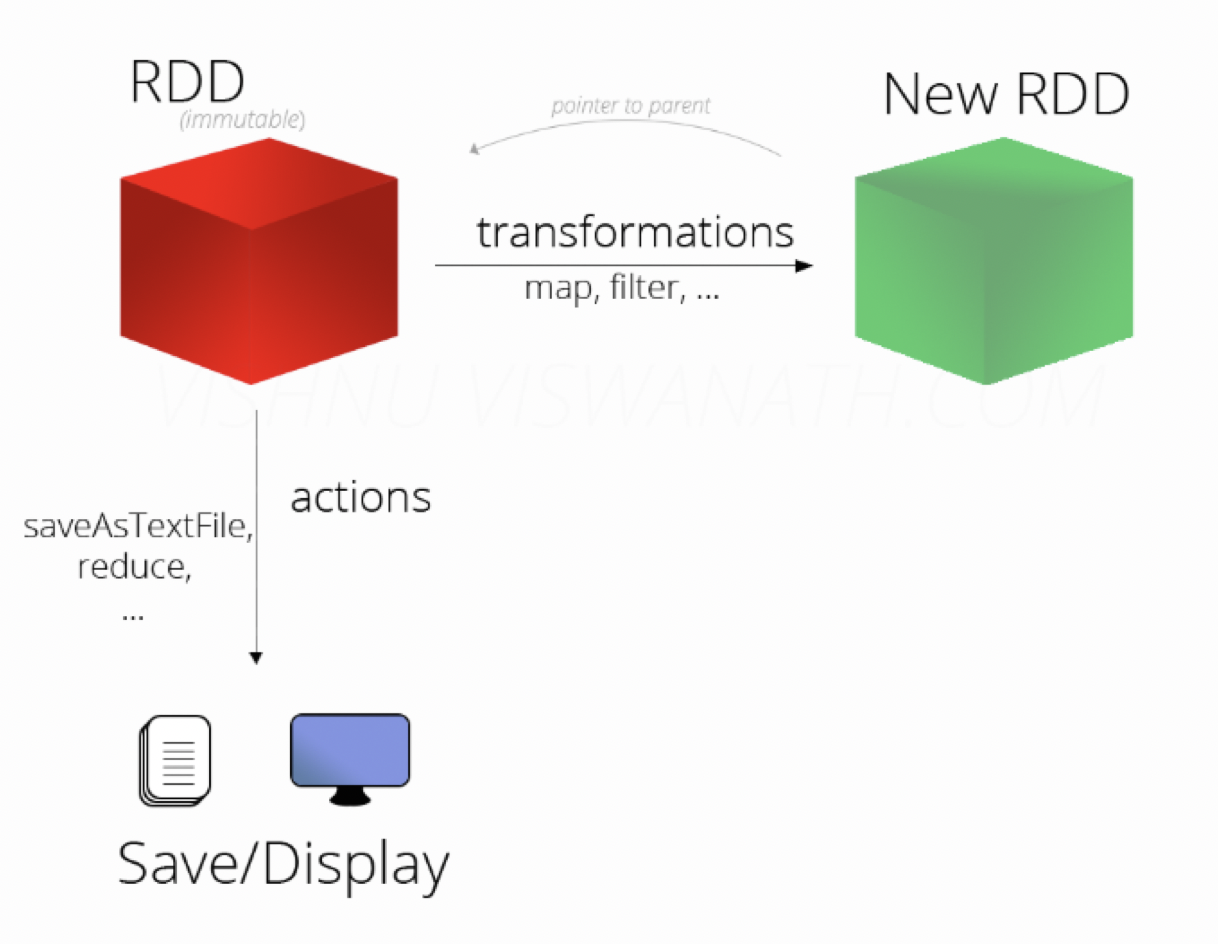 RDD
(immutable)
pointer to parent
New RDD
transformations
map, filter, ...
VISHNU VISWANATH.COM
actions
saveAsTextFile,
reduce,
...
Save/Display